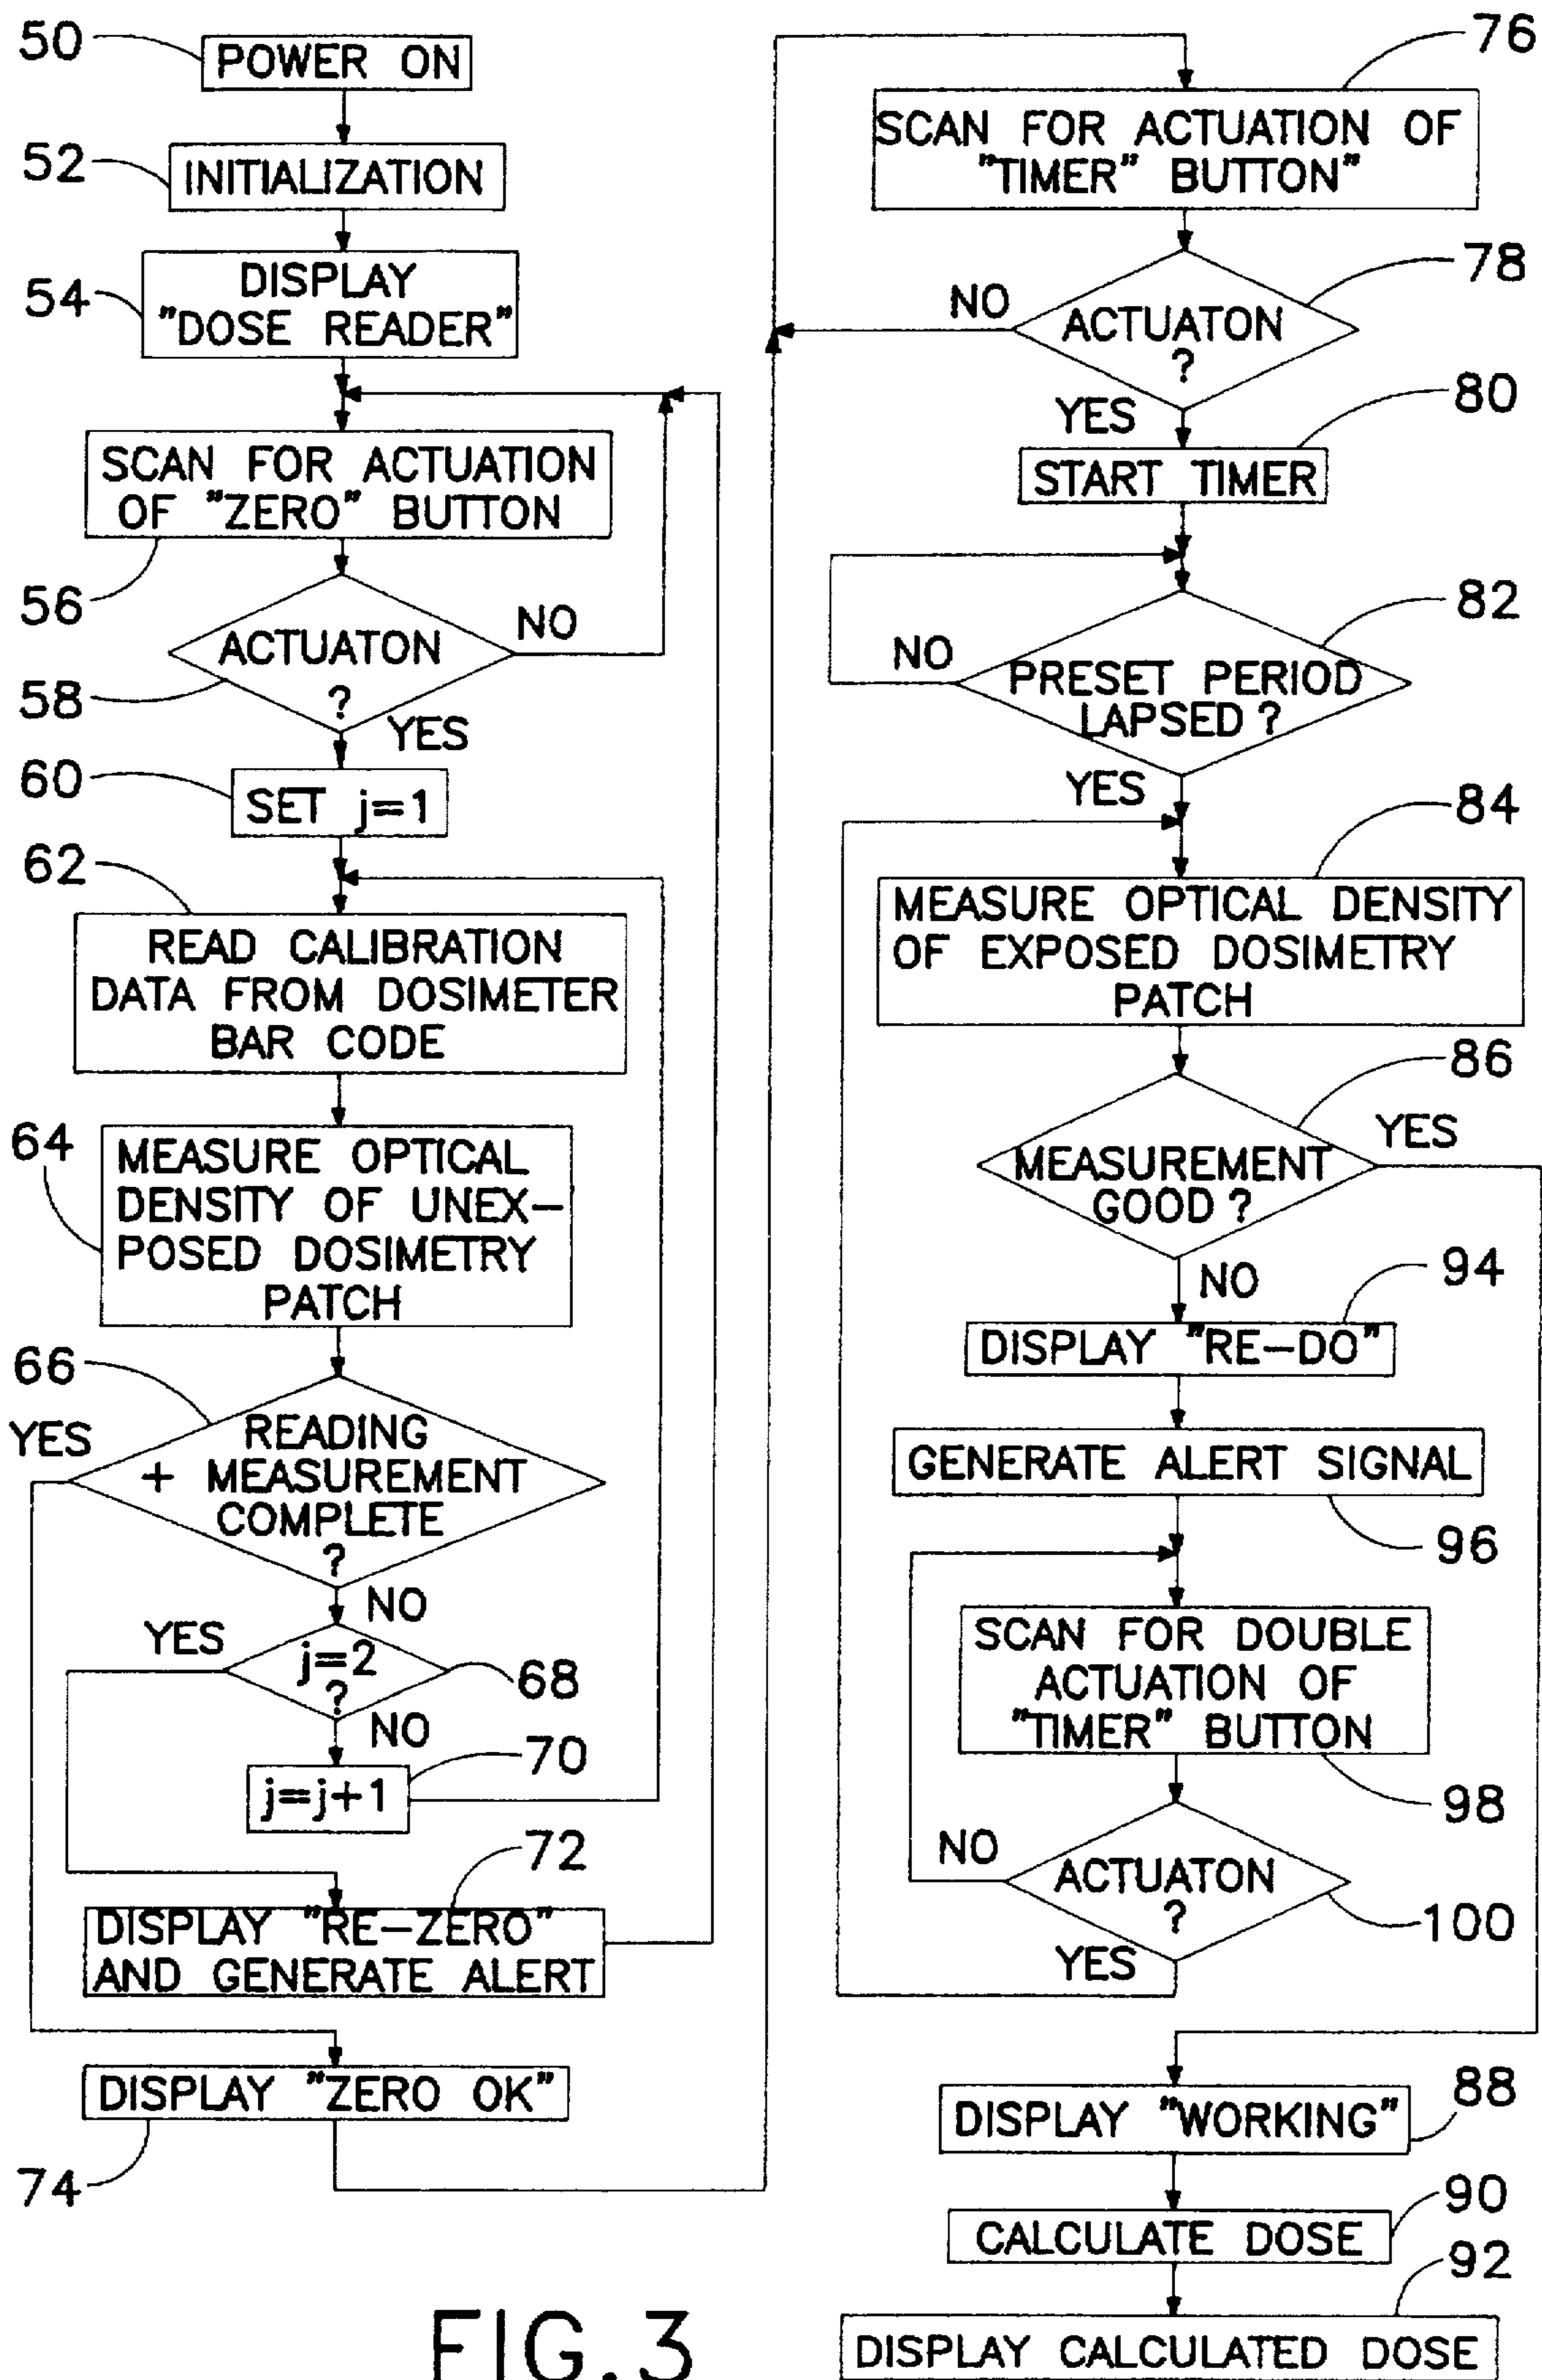 50
POWER ON
52
INITIALIZATION
54
DISPLAY
"DOSE READER"
SCAN FOR ACTUATION
OF "ZERO" BUTTON
56
ACTUATON
?
NO
58
YES
60
SET j=1
62
READ CALIBRATION
DATA FROM DOSIMETER
BAR CODE
64
MEASURE OPTICAL
DENSITY OF UNEX-
POSED DOSIMETRY
PATCH
66
YES
READING
+ MEASUREMENT
COMPLETE
?
NO
YES
j=2
?
68
NO
70
j=j+1
72
DISPLAY "RE-ZERO"
AND GENERATE ALERT
DISPLAY "ZERO OK"
74
76
SCAN FOR ACTUATION OF
"TIMER" BUTTON"
78
NO
ACTUATON
?
YES
80
START TIMER
82
NO
PRESET PERIOD
LAPSED ?
YES
84
MEASURE OPTICAL DENSITY
OF EXPOSED DOSIMETRY
PATCH
86
YES
MEASUREMENT
GOOD ?
NO
94
DISPLAY "RE-DO"
GENERATE ALERT SIGNAL
96
SCAN FOR DOUBLE
ACTUATION OF
"TIMER" BUTTON
98
NO
ACTUATON
?
100
YES
DISPLAY "WORKING"
88
90
CALCULATE DOSE
92
DISPLAY CALCULATED DOSE
FIG.3